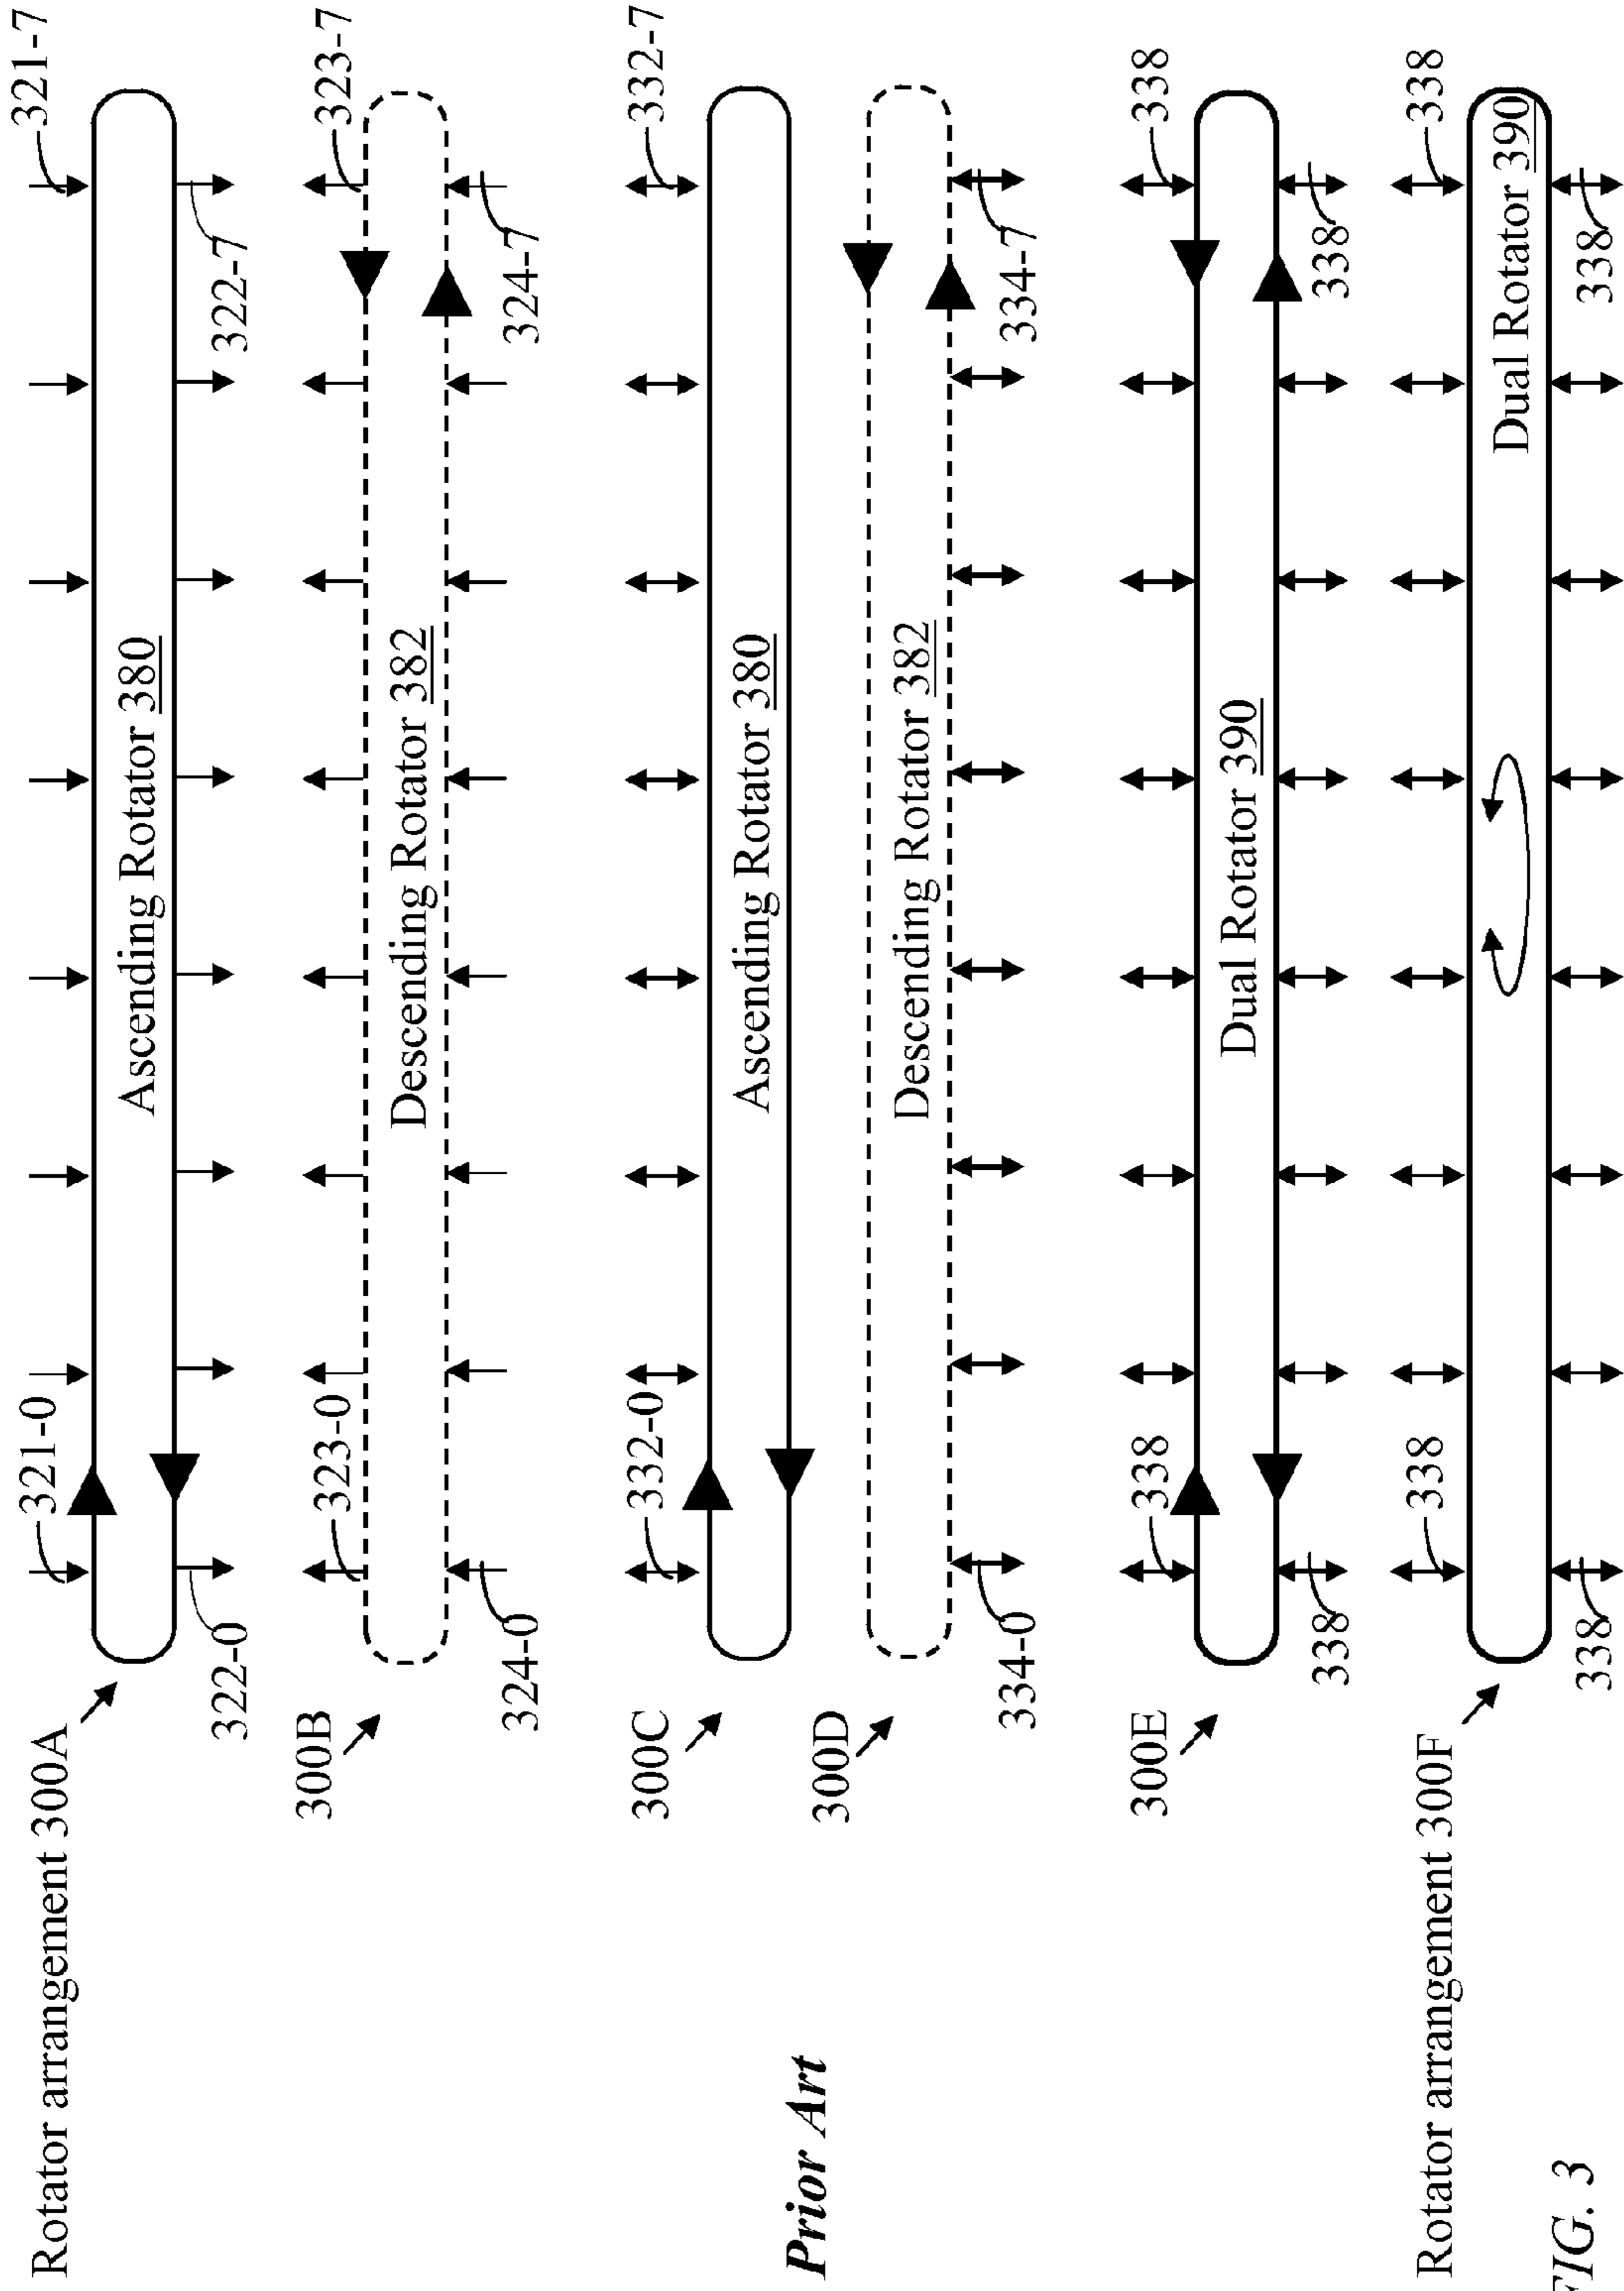 Rotator arrangement 300A
321-0
321-7
Ascending Rotator 380
322-0
322-7
300B
323-0
323-7
Descending Rotator 382
324-0
324-7
300C
332-0
332-7
Ascending Rotator 380
Prior Art
300D
Descending Rotator 382
334-0
334-7
300E
338
338
Dual Rotator 390
338
338
Rotator arrangement 300F
338
338
Dual Rotator 390
338
338
FIG. 3